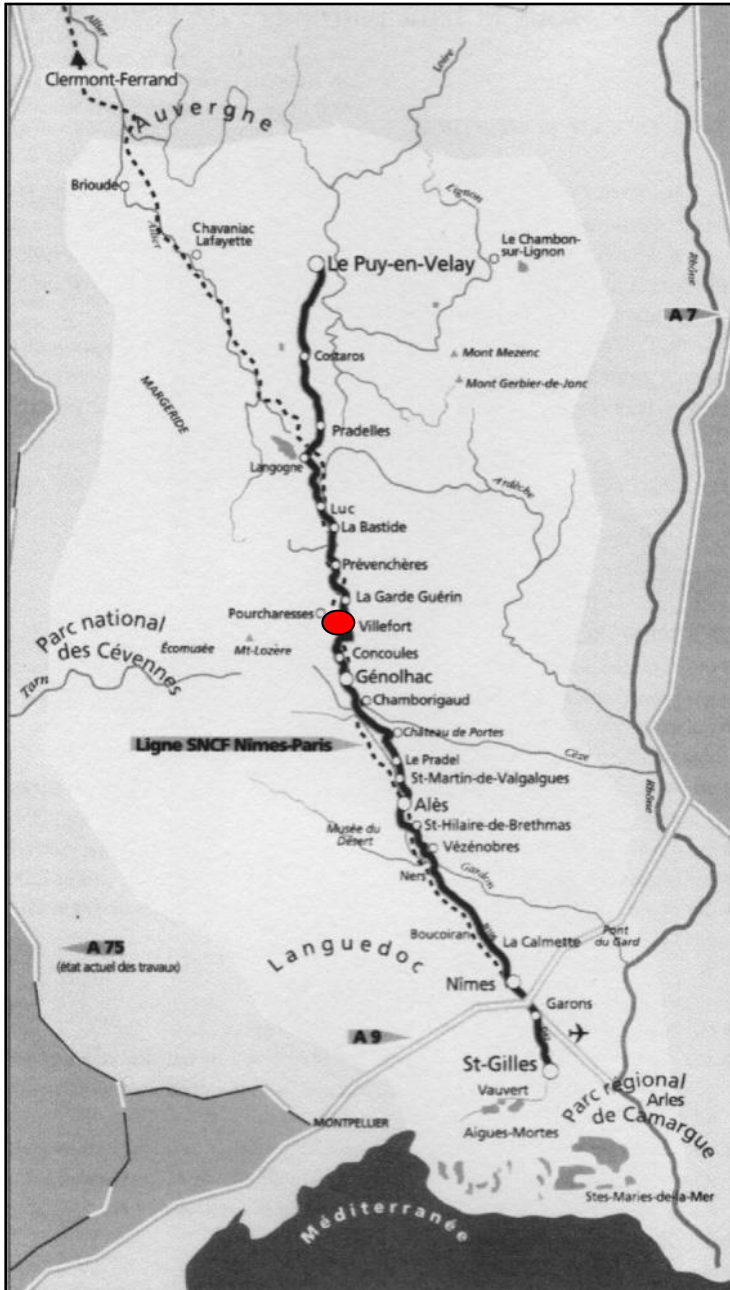 Allier
Clermont-Ferrand
Auvergne
Loire
Brioude
Lignon
Allier
Chavaniac
Lafayette
Le Chambon-
sur-Lignon
Le Puy-en-Velay
Rhône
A 7
Costaros
Mont Mezenc
Mont Gerbier-de-Jonc
MARGERIDE
Pradelles
Langogne
Ardèche
Luc
La Bastide
Prévenchères
La Garde Guérin
Pourcharesses
Villefort
Parc national
des Cévennes
Écomusée
Mt-Lozère
Concoules
Génolhac
Tarn
Chamborigaud
Château de Portes
Ligne SNCF Nîmes-Paris
Cèze
Le Pradel
St-Martin-de-Valgalgues
Rhône
Alès
St-Hilaire-de-Brethmas
Musée du
Désert
Vézénobres
Ners
Gardon
Boucoiran
La Calmette
Pont
du Gard
A 75
(état actuel des travaux)
Languedoc
Nîmes
Garons
A 9
St-Gilles
Parc régional
de Camargue
Arles
Vauvert
MONTPELLIER
Aigues-Mortes
Stes-Maries-de-la-Mer
Méditerranée